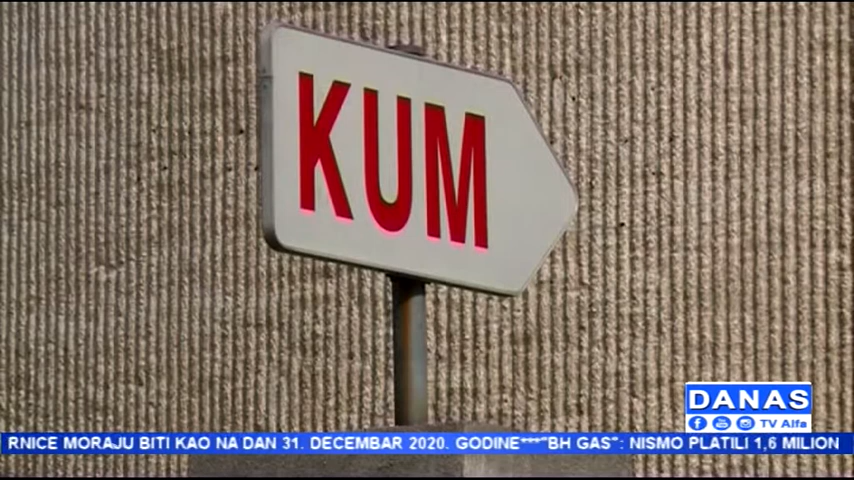 KUM
DANAS
TV Alfa
RNICE MORAJU BITI KAO NA DAN 31. DECEMBAR 2020. GODINE***"BH GAS": NISMO PLATILI 1,6 MILION